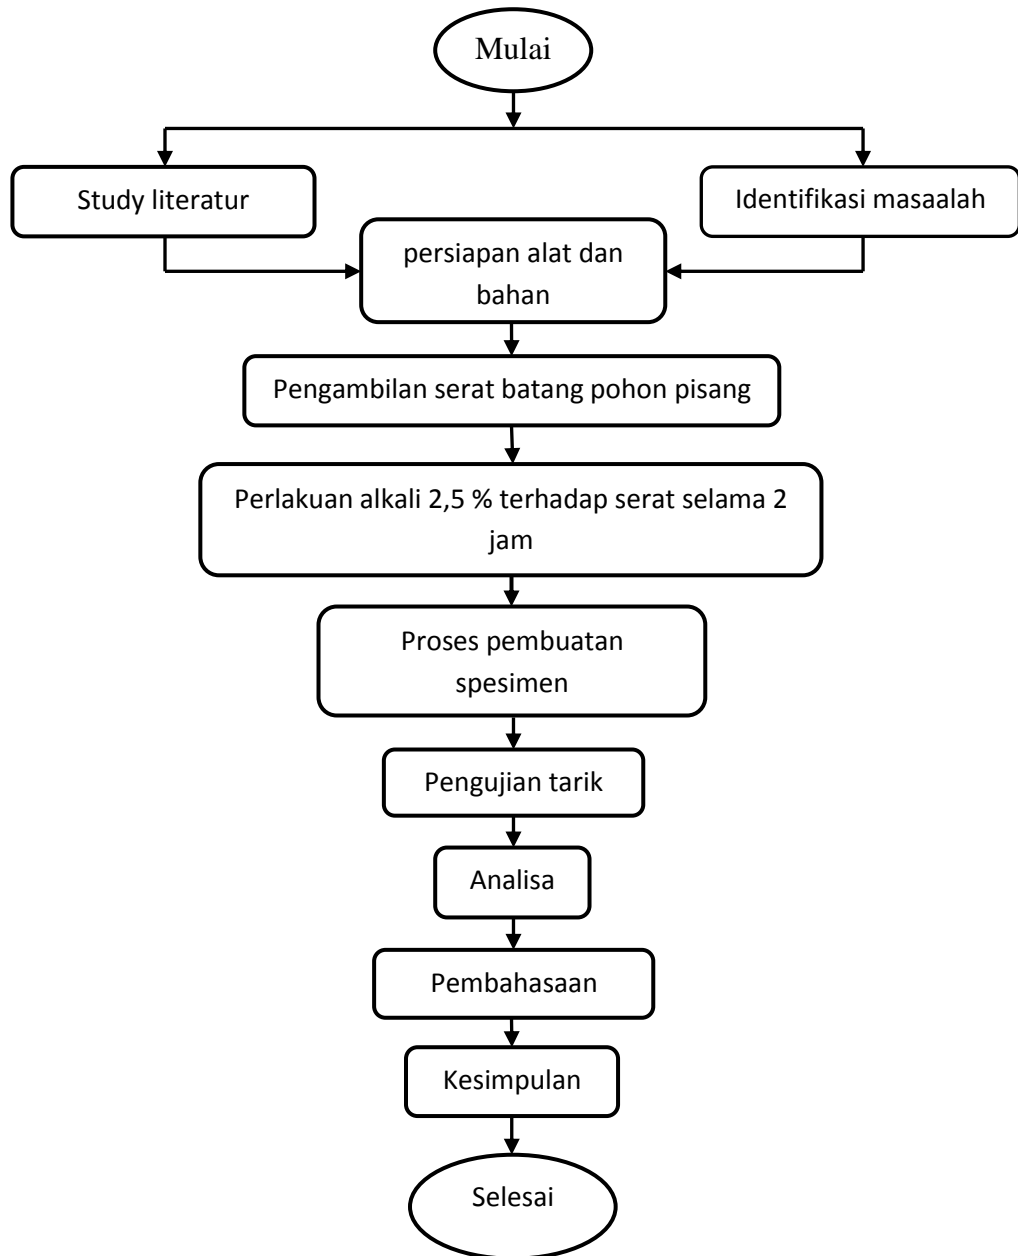 Mulai
Study literatur
Identifikasi masaalah
persiapan alat dan
bahan
Pengambilan serat batang pohon pisang
Perlakuan alkali 2,5 % terhadap serat selama 2
jam
Proses pembuatan
spesimen
Pengujian tarik
Analisa
Pembahasaan
Kesimpulan
Selesai